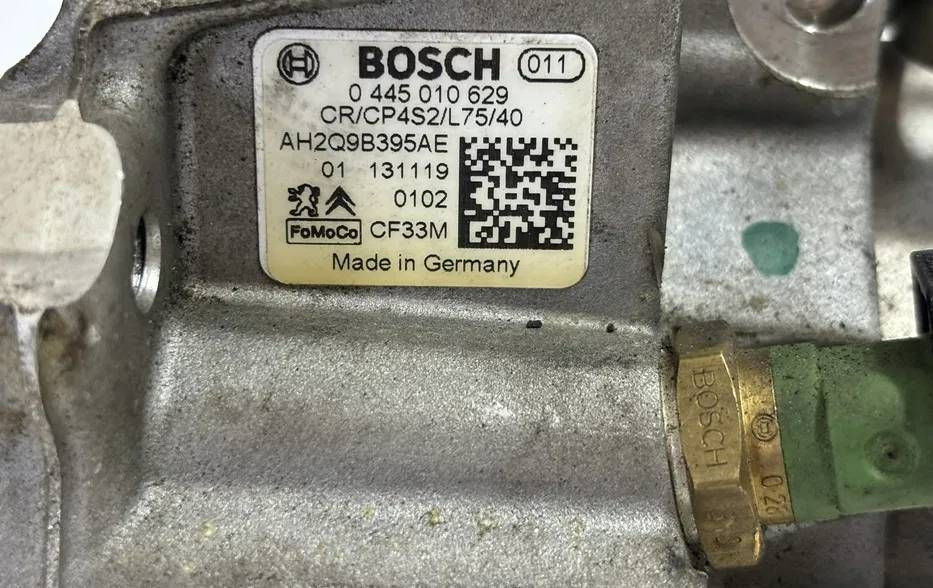 BOSCH 011
0 445 010 629
CR/CP4S2/L75/40
AH2Q9B395AE
01 131119
0102
FoMoCo CF33M
Made in Germany
BOSCH